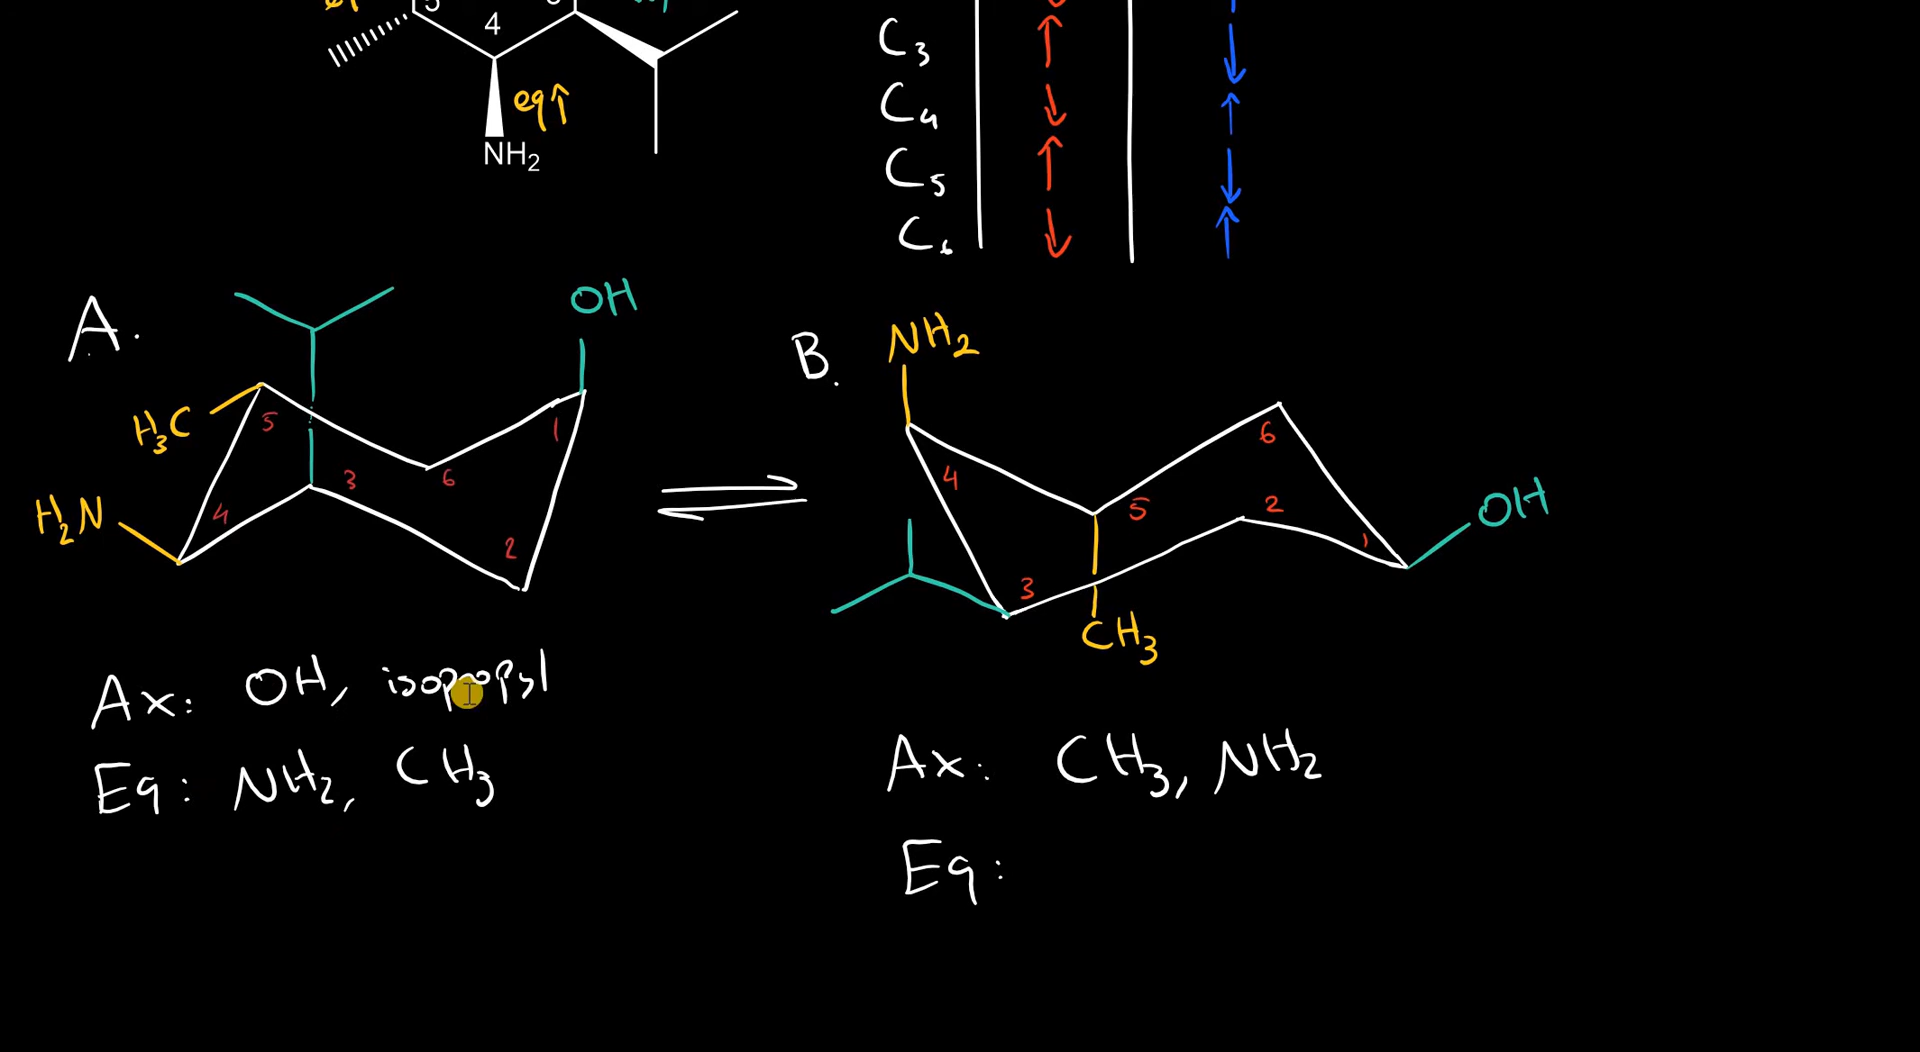 5
4
eq↑
NH2
C3 ↑ ↓
C4 ↓ ↑
C5 ↑ ↓
C6 ↓ ↑
A.
OH
H3C
5
1
3
6
H2N
4
2
B.
NH2
6
4
5
2
OH
1
3
CH3
Ax: OH, isopropyl
Eq: NH2, CH3
Ax: CH3, NH2
Eq: